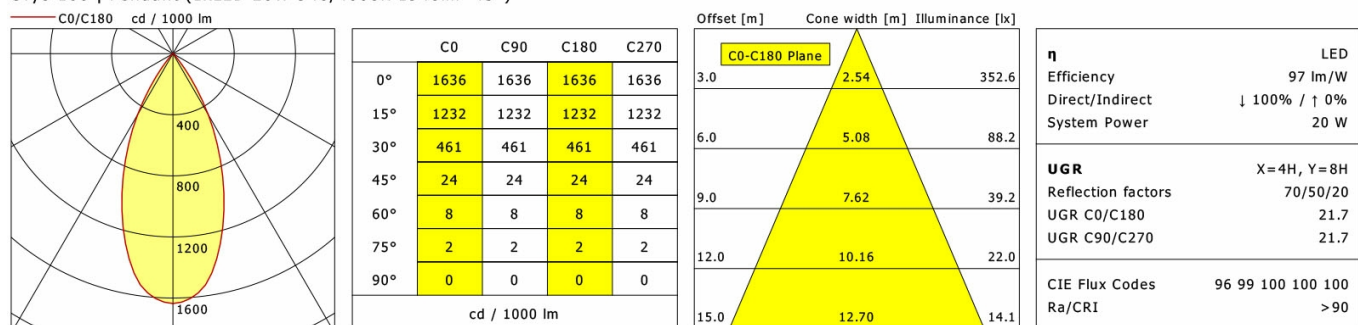 C0/C180 cd / 1000 lm
400
800
1200
1600
C0 C90 C180 C270
0° 1636 1636 1636 1636
15° 1232 1232 1232 1232
30° 461 461 461 461
45° 24 24 24 24
60° 8 8 8 8
75° 2 2 2 2
90° 0 0 0 0
cd / 1000 lm
Offset [m] Cone width [m] Illuminance [lx]
C0-C180 Plane
3.0 2.54 352.6
6.0 5.08 88.2
9.0 7.62 39.2
12.0 10.16 22.0
15.0 12.70 14.1
η LED
Efficiency 97 lm/W
Direct/Indirect ↓ 100% / ↑ 0%
System Power 20 W
UGR X=4H, Y=8H
Reflection factors 70/50/20
UGR C0/C180 21.7
UGR C90/C270 21.7
CIE Flux Codes 96 99 100 100 100
Ra/CRI >90